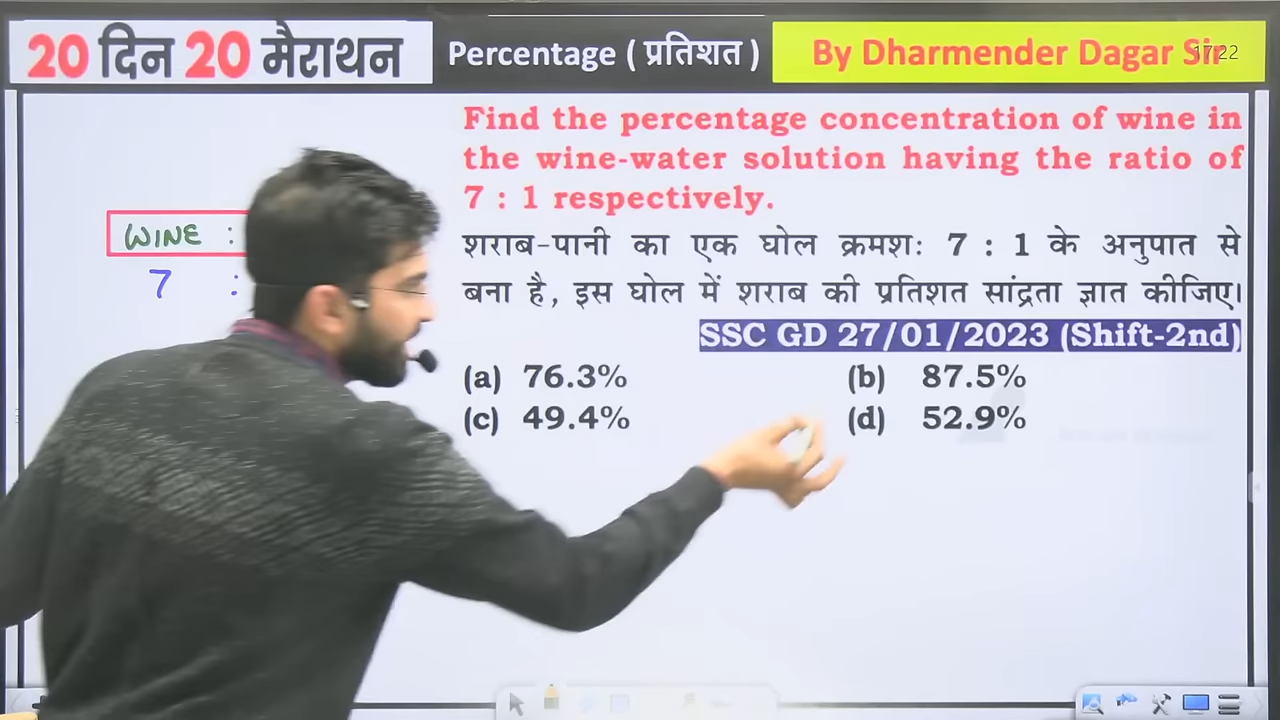 20 दिन 20 मैराथन
Percentage ( प्रतिशत )
By Dharmender Dagar Sir
17:22
Find the percentage concentration of wine in
the wine-water solution having the ratio of
7 : 1 respectively.
शराब-पानी का एक घोल क्रमशः 7 : 1 के अनुपात से
बना है, इस घोल में शराब की प्रतिशत सांद्रता ज्ञात कीजिए।
SSC GD 27/01/2023 (Shift-2nd)
(a) 76.3% (b) 87.5%
(c) 49.4% (d) 52.9%
WINE :
7 :